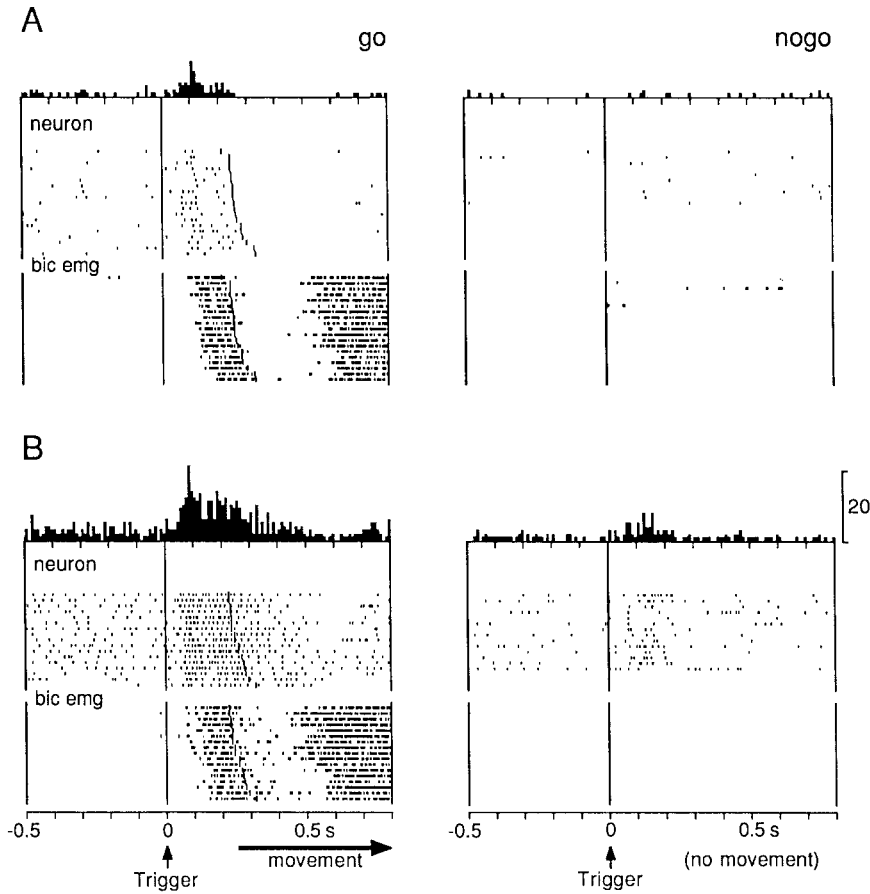 A
go
nogo
neuron
bic emg
B
20
neuron
bic emg
-0.5 0 0.5 s
-0.5 0 0.5 s
movement
(no movement)
Trigger
Trigger